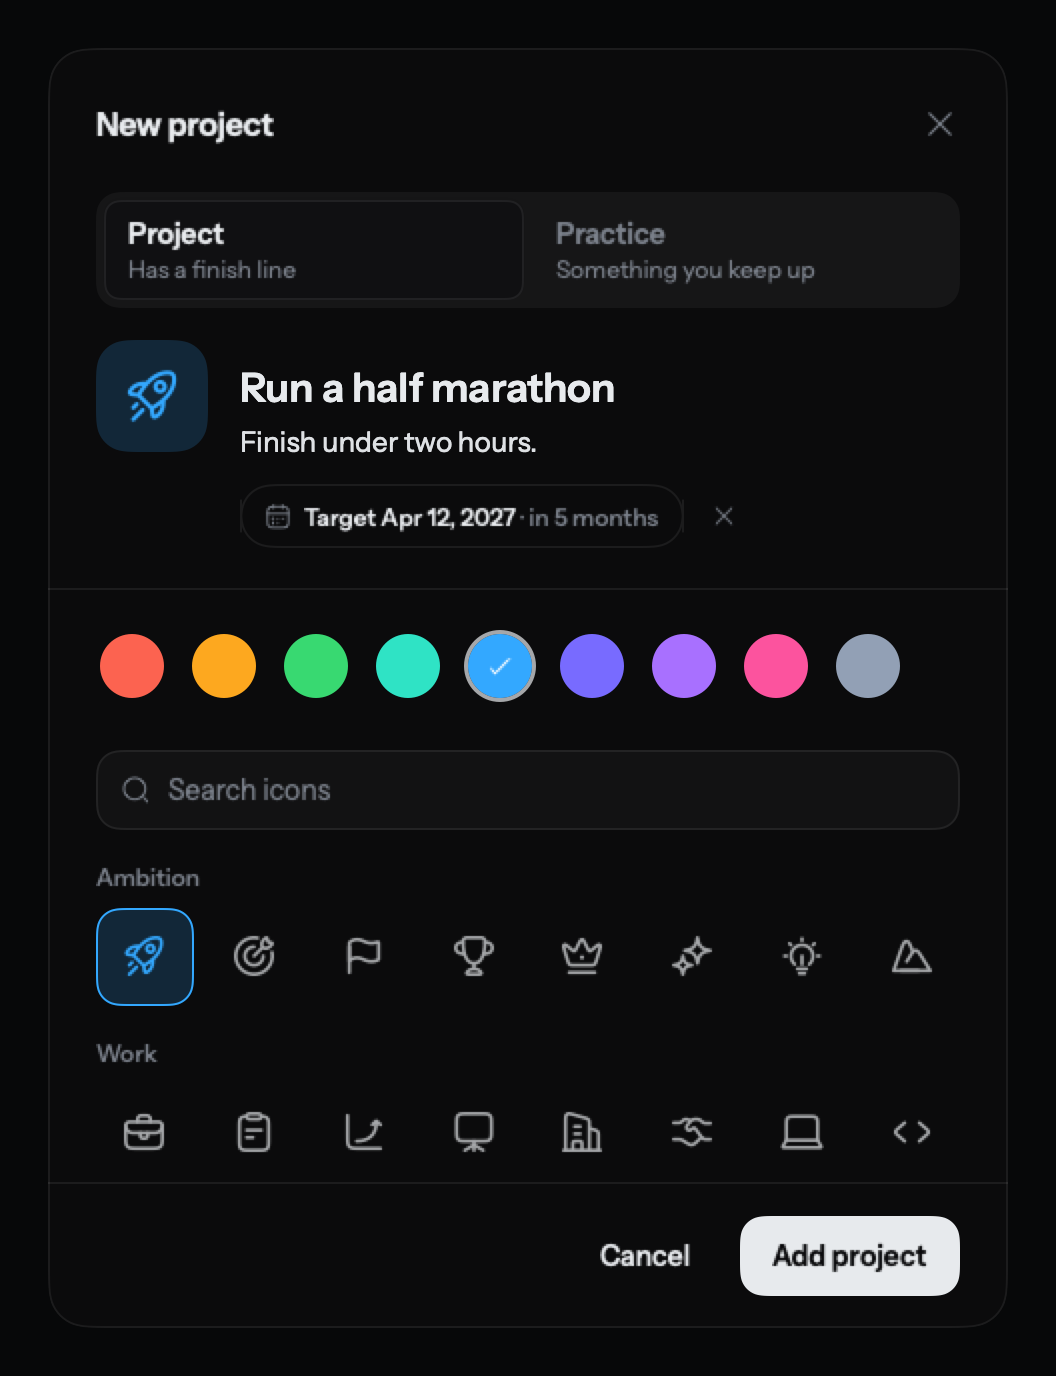 New project
Project
Has a finish line
Practice
Something you keep up
Run a half marathon
Finish under two hours.
Target Apr 12, 2027 · in 5 months
Search icons
Ambition
Work
Cancel
Add project